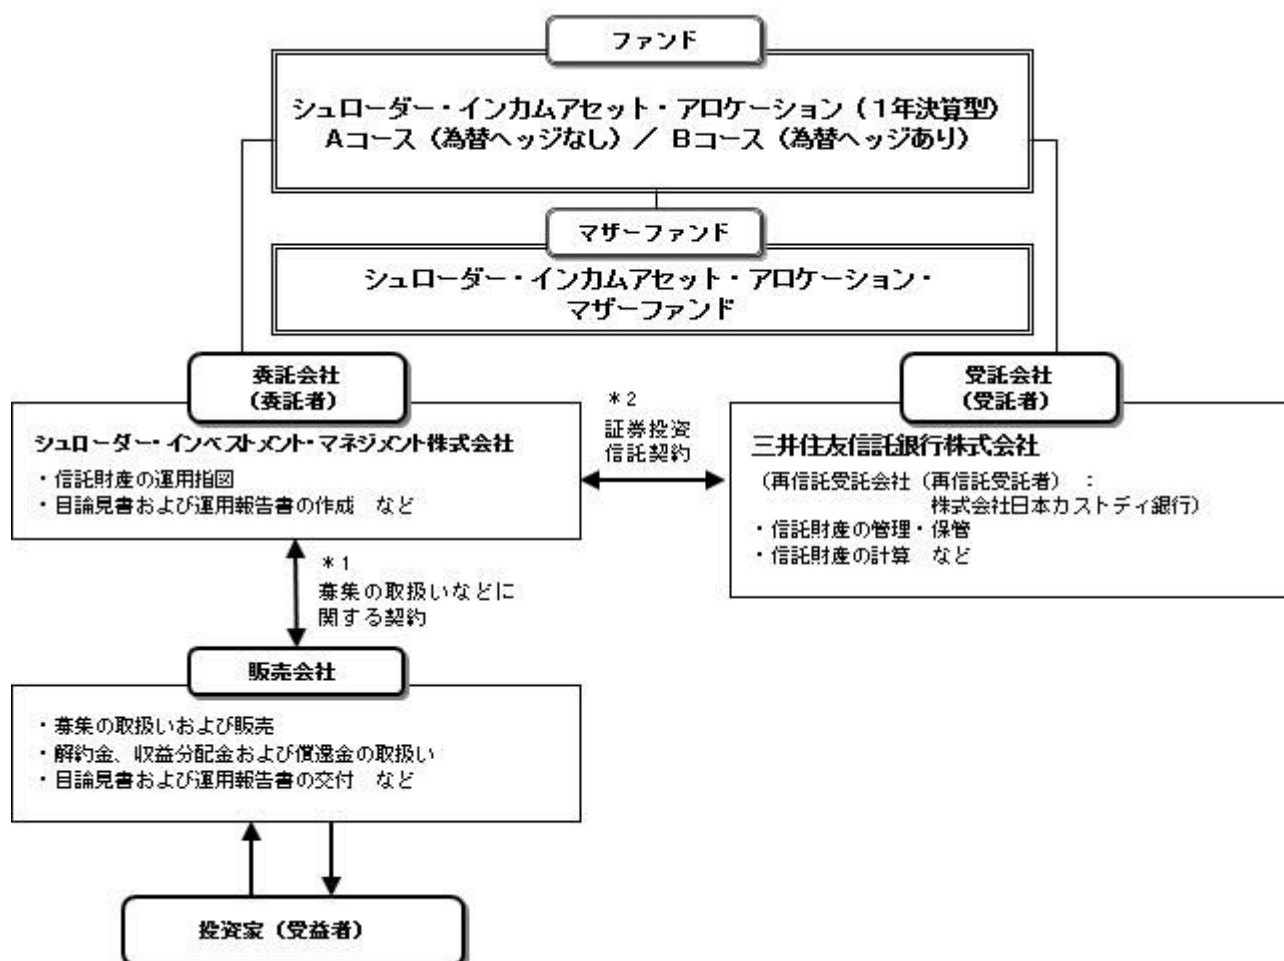 ファンド
シュローダー・インカムアセット・アロケーション（１年決算型）
Ａコース（為替ヘッジなし）／ Ｂコース（為替ヘッジあり）
マザーファンド
シュローダー・インカムアセット・アロケーション・
マザーファンド
委託会社
（委託者）
シュローダー・インベストメント・マネジメント株式会社
・信託財産の運用指図
・目論見書および運用報告書の作成　など
＊２
証券投資
信託契約
受託会社
（受託者）
三井住友信託銀行株式会社
（再信託受託会社（再信託受託者）：
株式会社日本カストディ銀行）
・信託財産の管理・保管
・信託財産の計算　など
＊１
募集の取扱いなどに
関する契約
販売会社
・募集の取扱いおよび販売
・解約金、収益分配金および償還金の取扱い
・目論見書および運用報告書の交付　など
投資家（受益者）